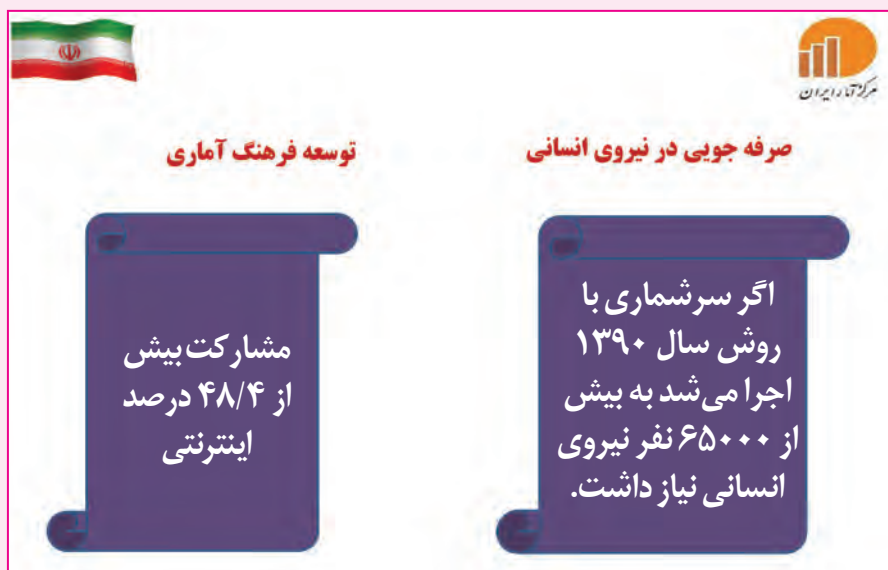 مرکز آمار ایران
صرفه جویی در نیروی انسانی
اگر سرشماری با
روش سال ۱۳۹۰
اجرا می‌شد به بیش
از ۶۵۰۰۰ نفر نیروی
انسانی نیاز داشت.
توسعه فرهنگ آماری
مشارکت بیش
از ۴۸/۴ درصد
اینترنتی